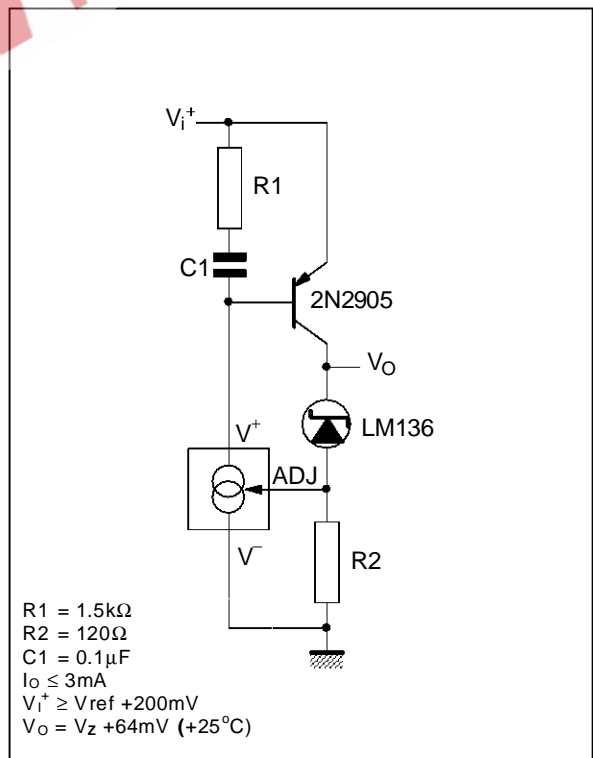 Vi+
R1
C1
2N2905
VO
V+
LM136
ADJ
V−
R2
R1 = 1.5kΩ
R2 = 120Ω
C1 = 0.1µF
IO ≤ 3mA
VI+ ≥ Vref +200mV
VO = VZ +64mV (+25°C)